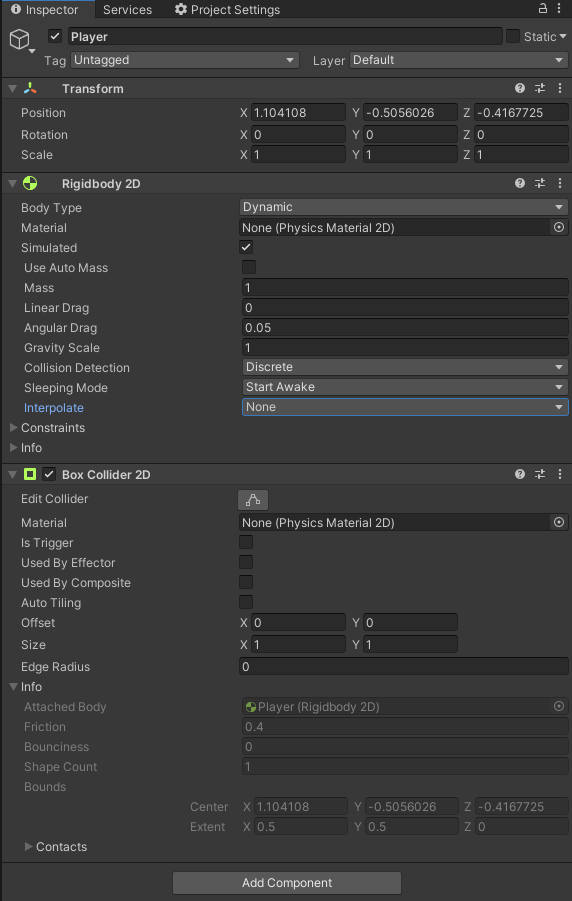 Inspector Services Project Settings
Player Static
Tag Untagged Layer Default
Transform
Position X 1.104108 Y -0.5056026 Z -0.4167725
Rotation X 0 Y 0 Z 0
Scale X 1 Y 1 Z 1
Rigidbody 2D
Body Type Dynamic
Material None (Physics Material 2D)
Simulated
Use Auto Mass
Mass 1
Linear Drag 0
Angular Drag 0.05
Gravity Scale 1
Collision Detection Discrete
Sleeping Mode Start Awake
Interpolate None
Constraints
Info
Box Collider 2D
Edit Collider
Material None (Physics Material 2D)
Is Trigger
Used By Effector
Used By Composite
Auto Tiling
Offset X 0 Y 0
Size X 1 Y 1
Edge Radius 0
Info
Attached Body Player (Rigidbody 2D)
Friction 0.4
Bounciness 0
Shape Count 1
Bounds
Center X 1.104108 Y -0.5056026 Z -0.4167725
Extent X 0.5 Y 0.5 Z 0
Contacts
Add Component